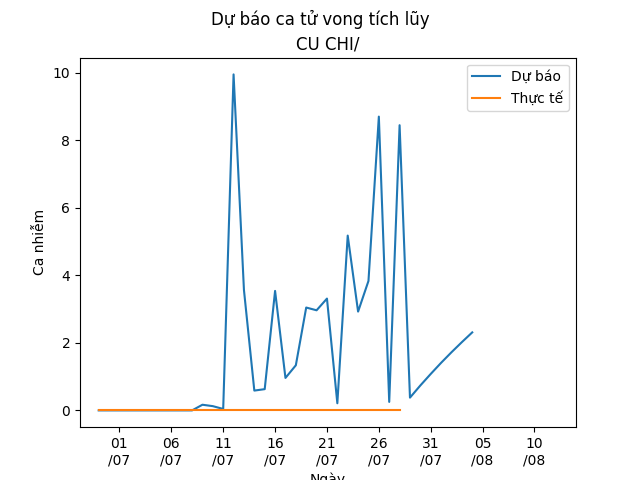 Dự báo ca tử vong tích lũy
CU CHI/
Dự báo
Thực tế
Ca nhiễm
10
8
6
4
2
0
01 06 11 16 21 26 31 05 10
/07 /07 /07 /07 /07 /07 /07 /08 /08
Ngày